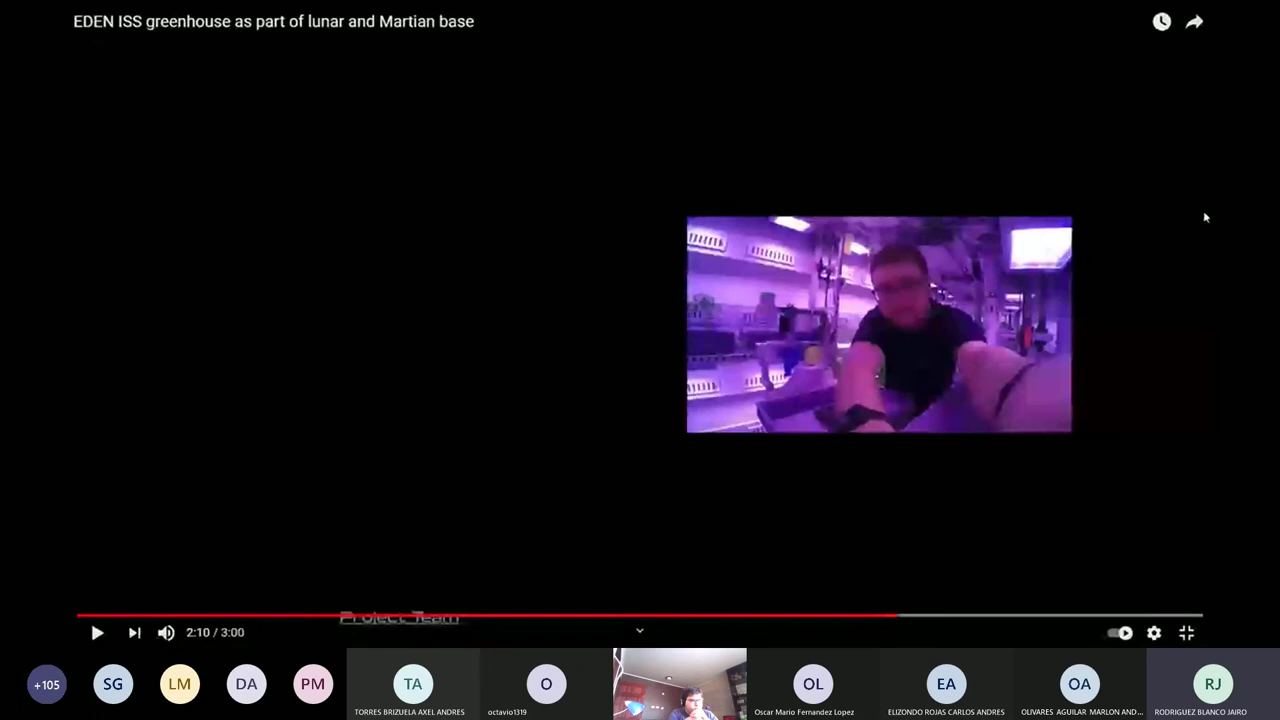 EDEN ISS greenhouse as part of lunar and Martian base
Project Team
2:10 / 3:00
+105
SG
LM
DA
PM
TA
O
OL
EA
OA
RJ
TORRES BRIZUELA AXEL ANDRES
octavio1319
Oscar Mario Fernandez Lopez
ELIZONDO ROJAS CARLOS ANDRES
OLIVARES AGUILAR MARLON AND...
RODRIGUEZ BLANCO JAIRO